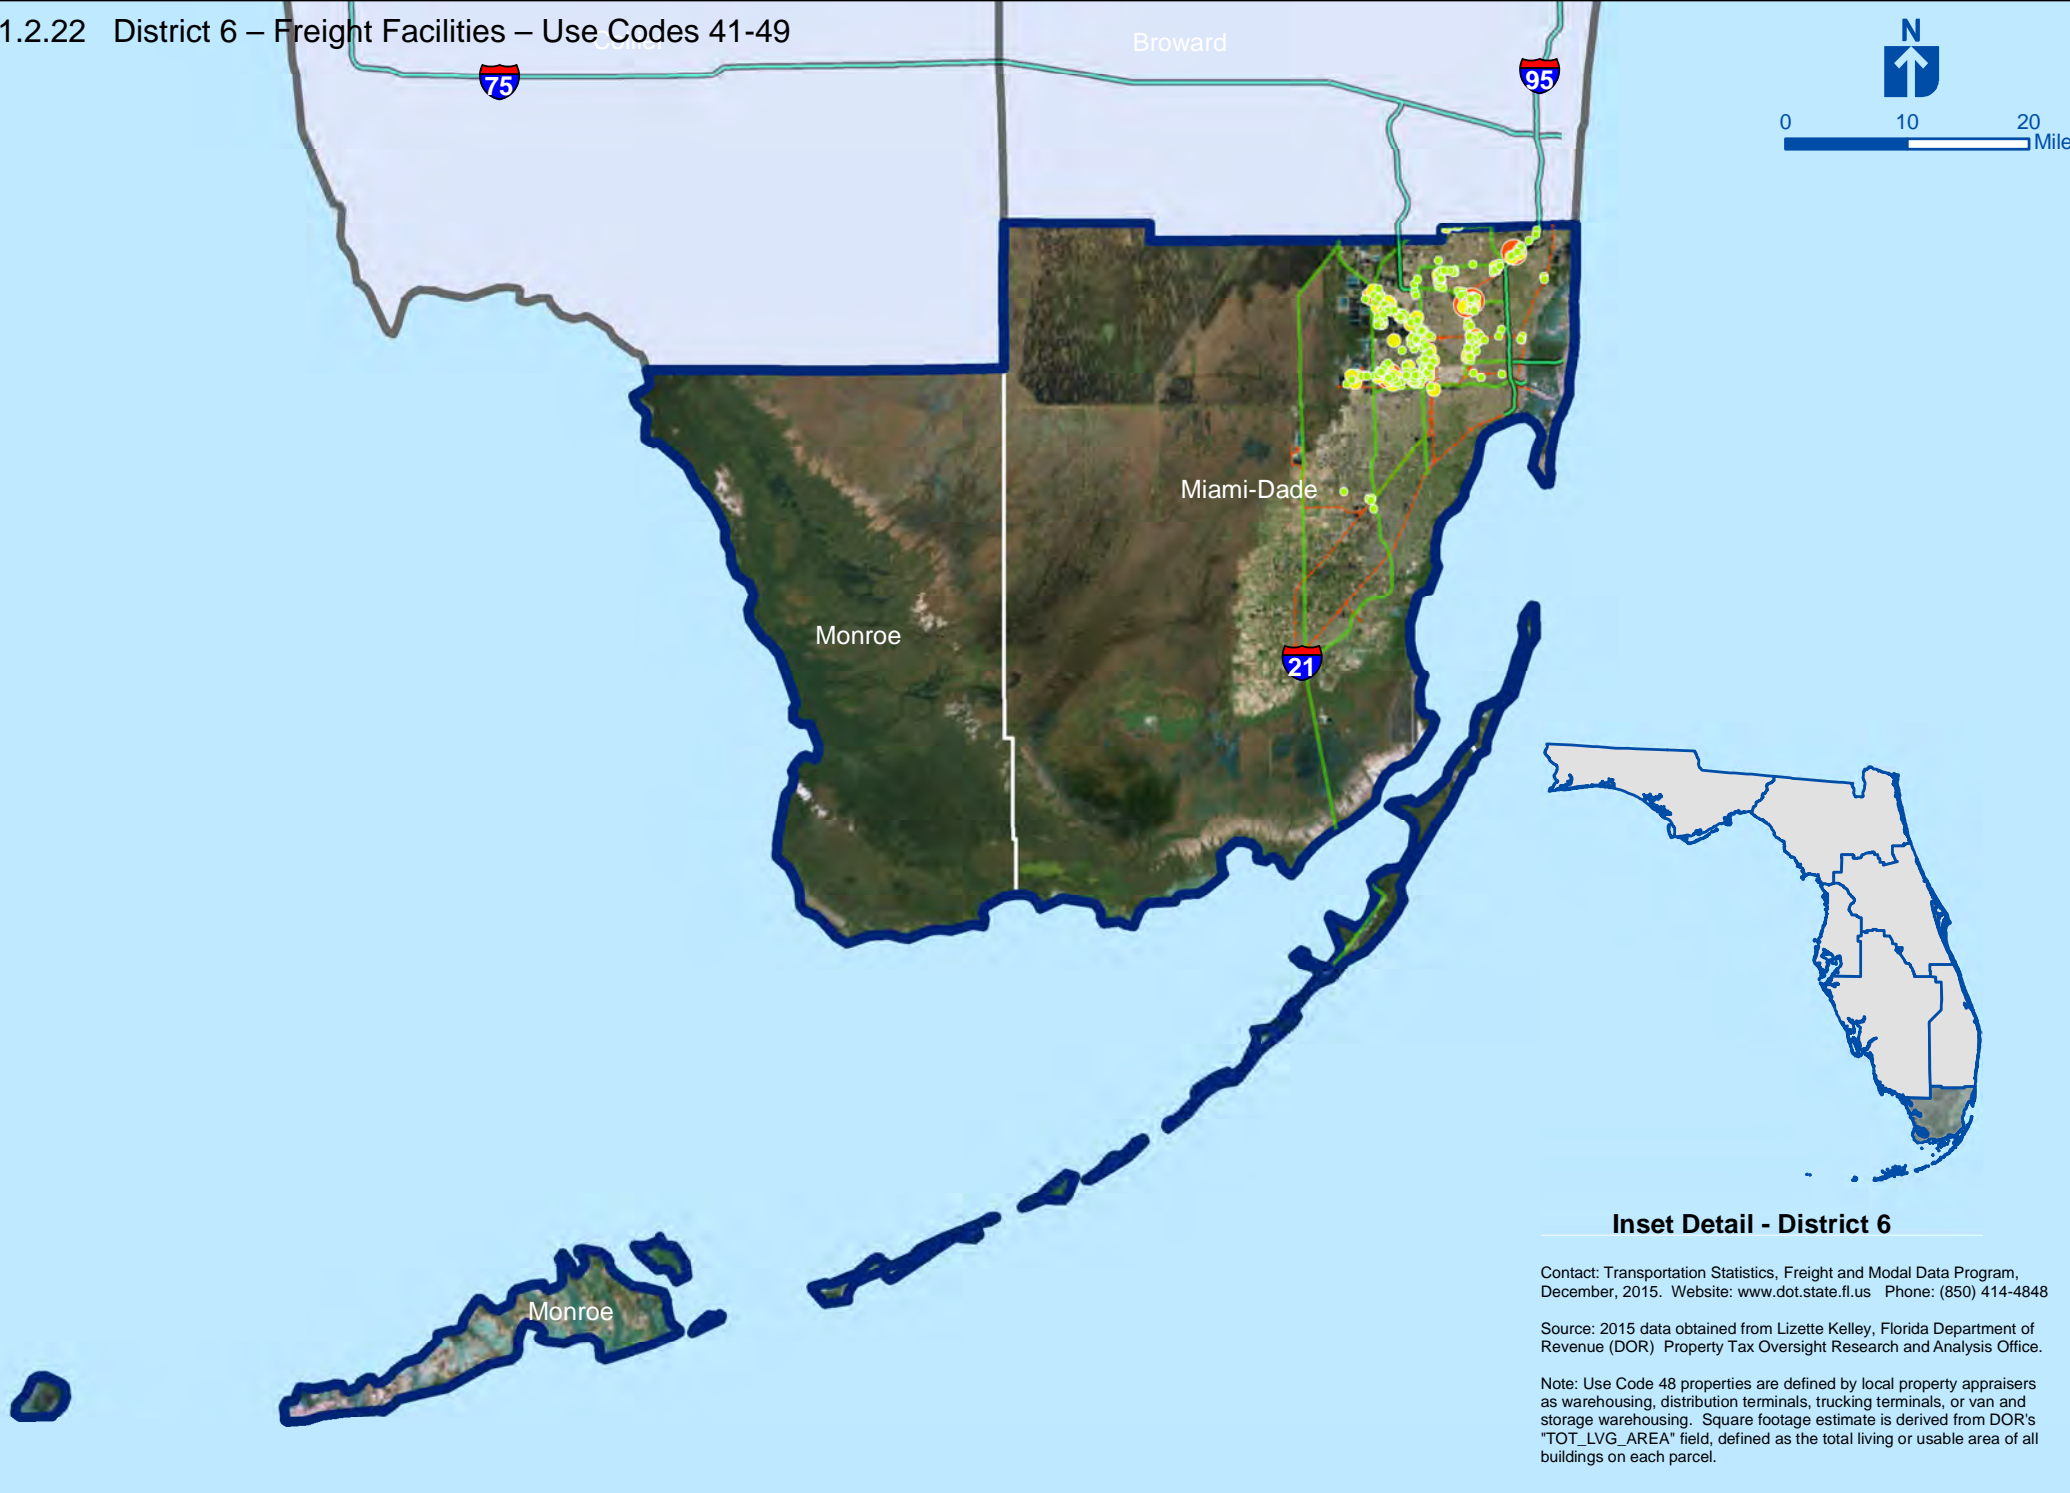 1.2.22 District 6 – Freight Facilities – Use Codes 41-49
Collier
Broward
N
75
95
0 10 20
Mile
Miami-Dade
Monroe
21
Monroe
Inset Detail - District 6
Contact: Transportation Statistics, Freight and Modal Data Program,
December, 2015. Website: www.dot.state.fl.us Phone: (850) 414-4848
Source: 2015 data obtained from Lizette Kelley, Florida Department of
Revenue (DOR) Property Tax Oversight Research and Analysis Office.
Note: Use Code 48 properties are defined by local property appraisers
as warehousing, distribution terminals, trucking terminals, or van and
storage warehousing. Square footage estimate is derived from DOR's
"TOT_LVG_AREA" field, defined as the total living or usable area of all
buildings on each parcel.